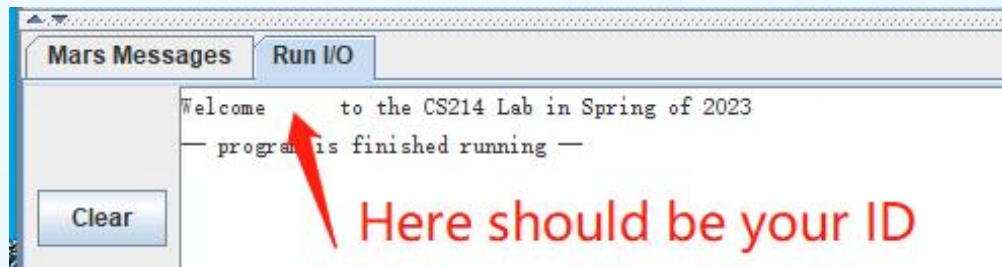 Mars Messages Run I/O
Welcome to the CS214 Lab in Spring of 2023
— program is finished running —
Clear
Here should be your ID